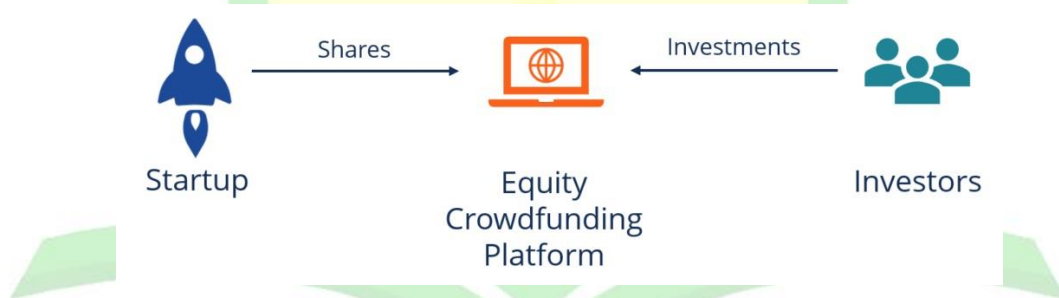 Shares
Investments
Startup
Equity
Crowdfunding
Platform
Investors